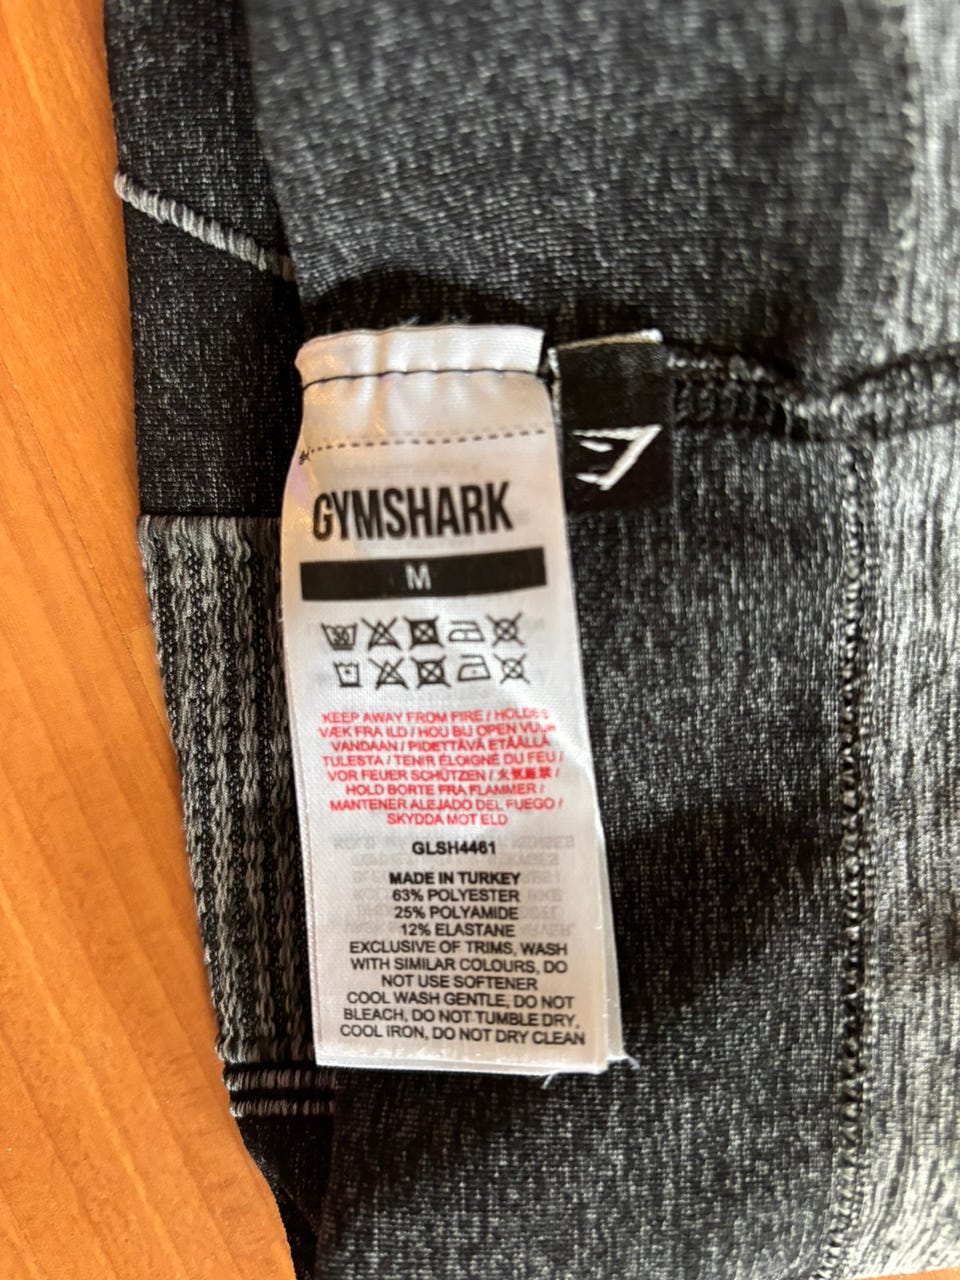 GYMSHARK
M
KEEP AWAY FROM FIRE / HOLDES
VÆK FRA ILD / HOU BIJ OPEN VUUR
VANDAAN / PIDETTÄVÄ ETÄÄLLÄ
TULESTA / TENIR ÉLOIGNÉ DU FEU /
VOR FEUER SCHÜTZEN / 火気厳禁 /
HOLD BORTE FRA FLAMMER /
MANTENER ALEJADO DEL FUEGO /
SKYDDA MOT ELD
GLSH4461
MADE IN TURKEY
63% POLYESTER
25% POLYAMIDE
12% ELASTANE
EXCLUSIVE OF TRIMS, WASH
WITH SIMILAR COLOURS, DO
NOT USE SOFTENER
COOL WASH GENTLE, DO NOT
BLEACH, DO NOT TUMBLE DRY,
COOL IRON, DO NOT DRY CLEAN